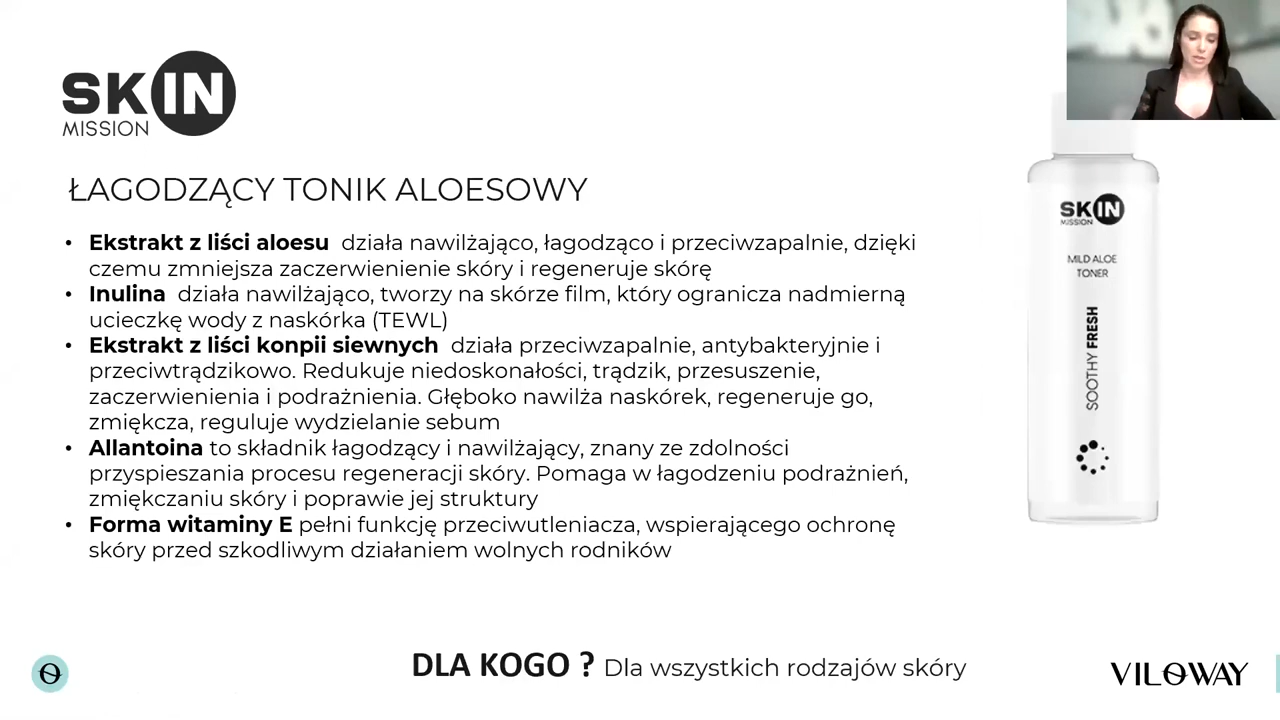 SKIN
MISSION
ŁAGODZĄCY TONIK ALOESOWY
• Ekstrakt z liści aloesu działa nawilżająco, łagodząco i przeciwzapalnie, dzięki
czemu zmniejsza zaczerwienienie skóry i regeneruje skórę
• Inulina działa nawilżająco, tworzy na skórze film, który ogranicza nadmierną
ucieczkę wody z naskórka (TEWL)
• Ekstrakt z liści konpii siewnych działa przeciwzapalnie, antybakteryjnie i
przeciwtrądzikowo. Redukuje niedoskonałości, trądzik, przesuszenie,
zaczerwienienia i podrażnienia. Głęboko nawilża naskórek, regeneruje go,
zmiękcza, reguluje wydzielanie sebum
• Allantoina to składnik łagodzący i nawilżający, znany ze zdolności
przyspieszania procesu regeneracji skóry. Pomaga w łagodzeniu podrażnień,
zmiękczaniu skóry i poprawie jej struktury
• Forma witaminy E pełni funkcję przeciwutleniacza, wspierającego ochronę
skóry przed szkodliwym działaniem wolnych rodników
SKIN
MISSION
MILD ALOE
TONER
SOOTHY FRESH
DLA KOGO ? Dla wszystkich rodzajów skóry
VILOWAY